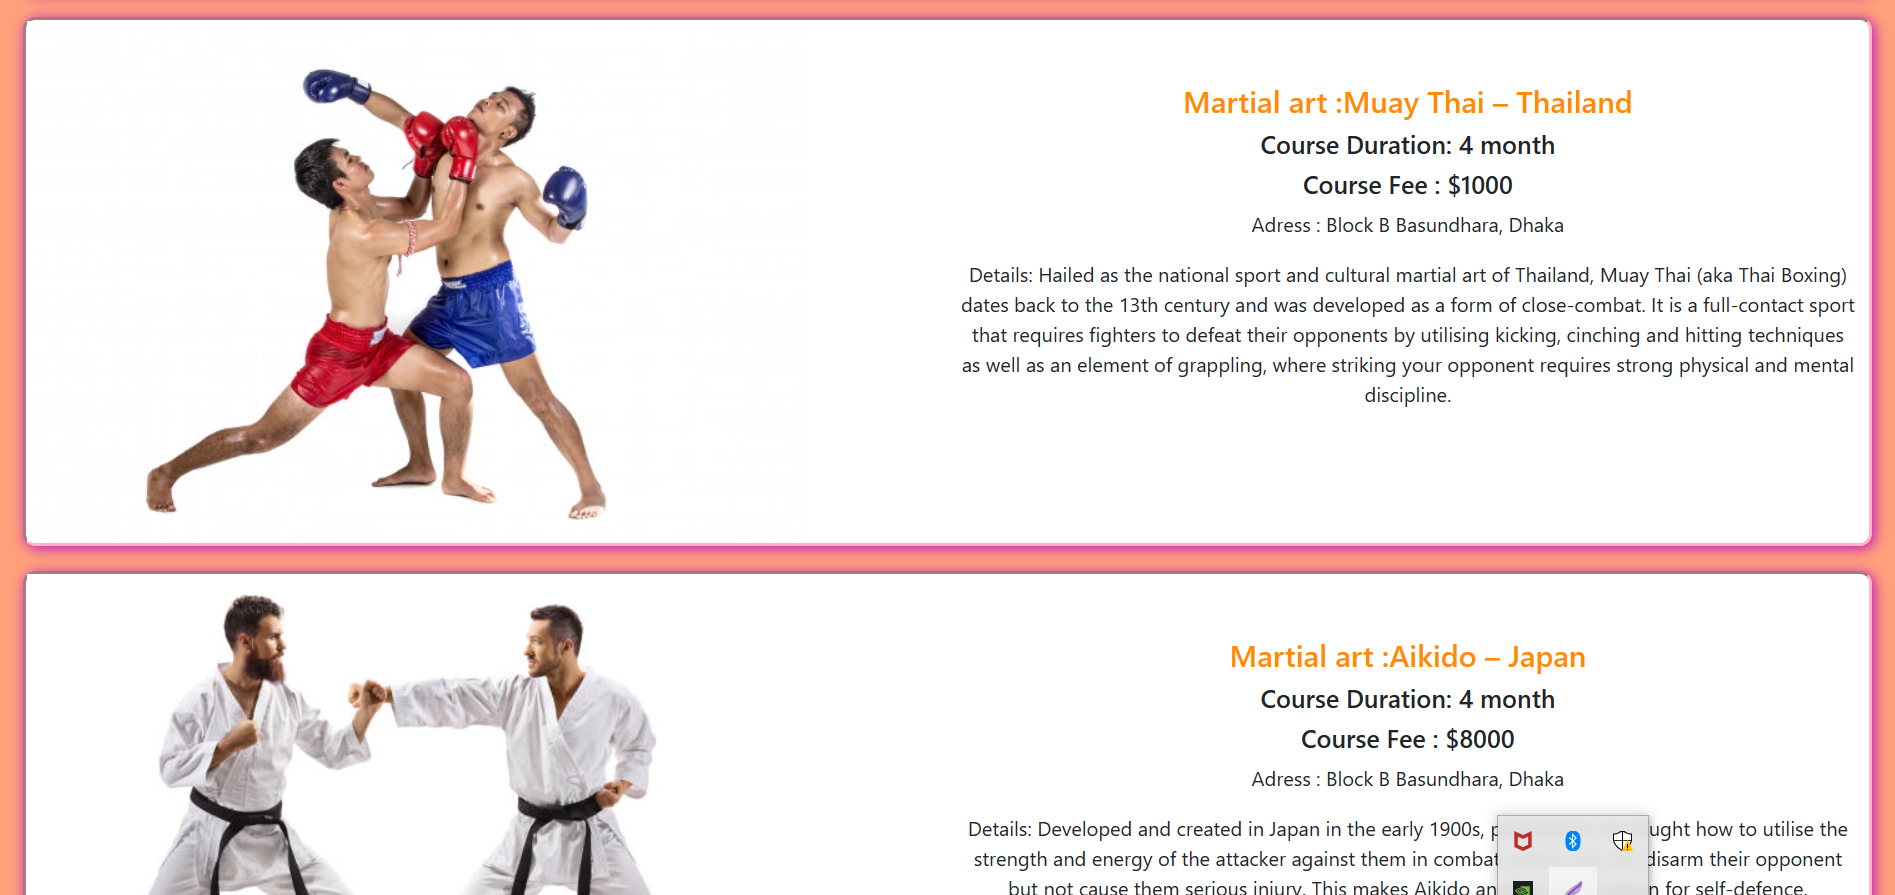 Martial art :Muay Thai – Thailand
Course Duration: 4 month
Course Fee : $1000
Adress : Block B Basundhara, Dhaka
Details: Hailed as the national sport and cultural martial art of Thailand, Muay Thai (aka Thai Boxing)
dates back to the 13th century and was developed as a form of close-combat. It is a full-contact sport
that requires fighters to defeat their opponents by utilising kicking, cinching and hitting techniques
as well as an element of grappling, where striking your opponent requires strong physical and mental
discipline.
Martial art :Aikido – Japan
Course Duration: 4 month
Course Fee : $8000
Adress : Block B Basundhara, Dhaka
Details: Developed and created in Japan in the early 1900s, how to utilise the
strength and energy of the attacker against them in combat disarm their opponent
but not cause them serious injury. This makes Aikido for self-defence.